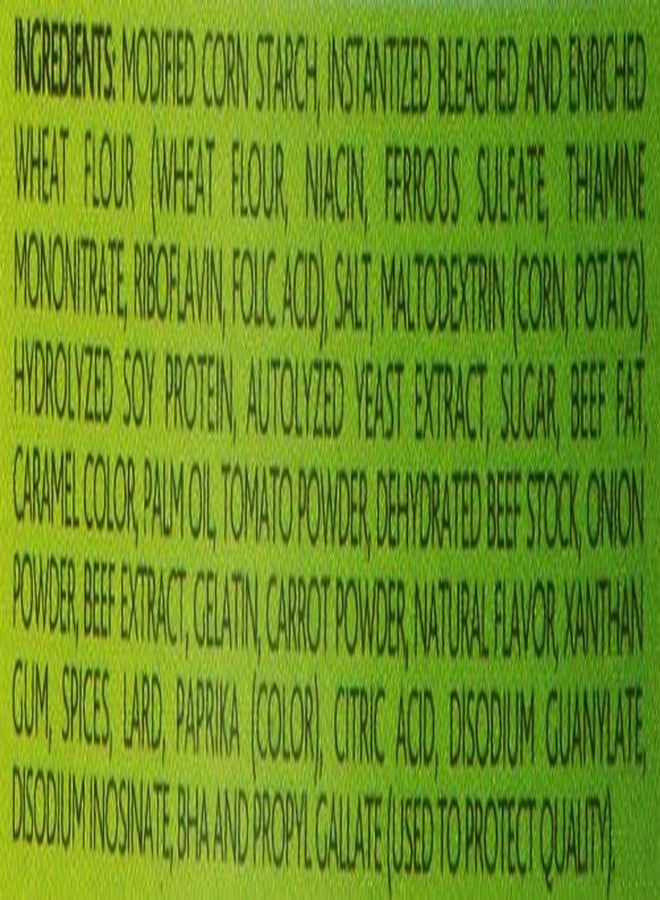 INGREDIENTS: MODIFIED CORN STARCH, INSTANTIZED BLEACHED AND ENRICHED
WHEAT FLOUR (WHEAT FLOUR, NIACIN, FERROUS SULFATE, THIAMINE
MONONITRATE, RIBOFLAVIN, FOLIC ACID), SALT, MALTODEXTRIN (CORN, POTATO),
HYDROLYZED SOY PROTEIN, AUTOLYZED YEAST EXTRACT, SUGAR, BEEF FAT,
CARAMEL COLOR, PALM OIL, TOMATO POWDER, DEHYDRATED BEEF STOCK, ONION
POWDER, BEEF EXTRACT, GELATIN, CARROT POWDER, NATURAL FLAVOR, XANTHAN
GUM, SPICES, LARD, PAPRIKA (COLOR), CITRIC ACID, DISODIUM GUANYLATE,
DISODIUM INOSINATE, BHA AND PROPYL GALLATE (USED TO PROTECT QUALITY).